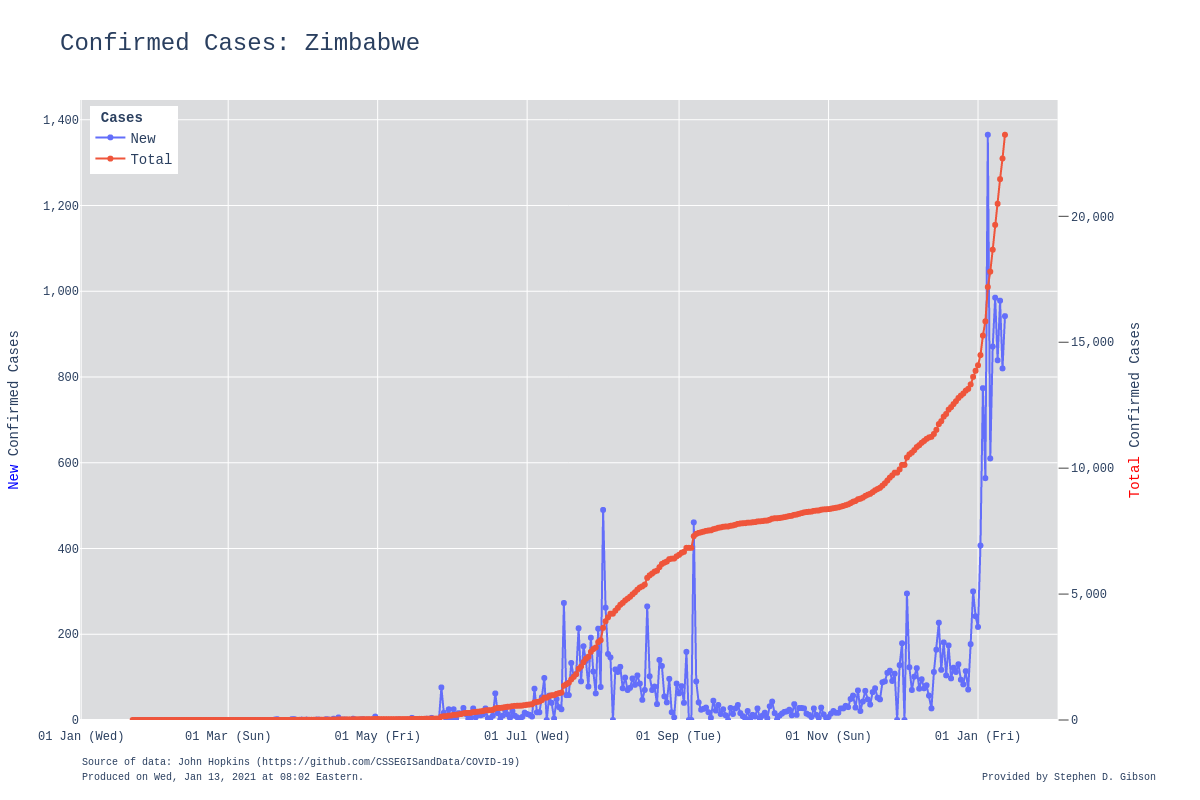 Confirmed Cases: Zimbabwe
Cases
New
Total
1,400
1,200
1,000
800
600
400
200
0
20,000
15,000
10,000
5,000
0
New Confirmed Cases
Total Confirmed Cases
01 Jan (Wed) 01 Mar (Sun) 01 May (Fri) 01 Jul (Wed) 01 Sep (Tue) 01 Nov (Sun) 01 Jan (Fri)
Source of data: John Hopkins (https://github.com/CSSEGISandData/COVID-19)
Produced on Wed, Jan 13, 2021 at 08:02 Eastern.
Provided by Stephen D. Gibson